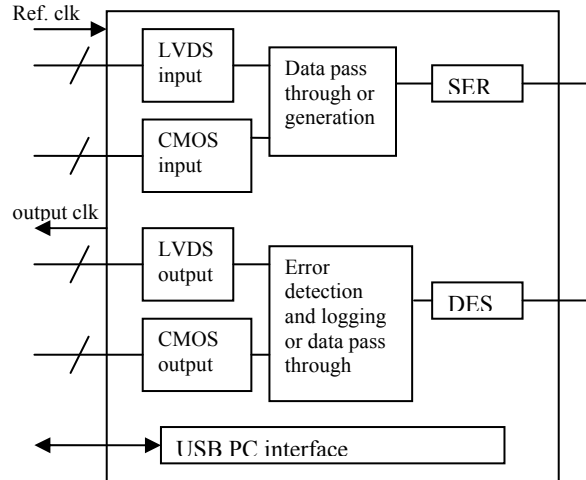 Ref. clk
LVDS
input
CMOS
input
Data pass
through or
generation
SER
output clk
LVDS
output
CMOS
output
Error
detection
and logging
or data pass
through
DES
USB PC interface